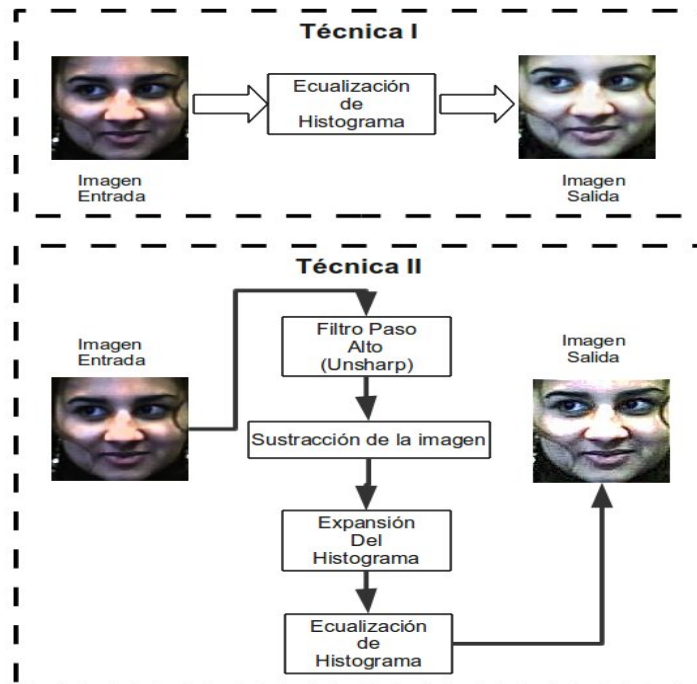 Técnica I
Ecualización
de
Histograma
Imagen
Entrada
Imagen
Salida
Técnica II
Imagen
Entrada
Filtro Paso
Alto
(Unsharp)
Imagen
Salida
Sustracción de la imagen
Expansión
Del
Histograma
Ecualización
de
Histograma